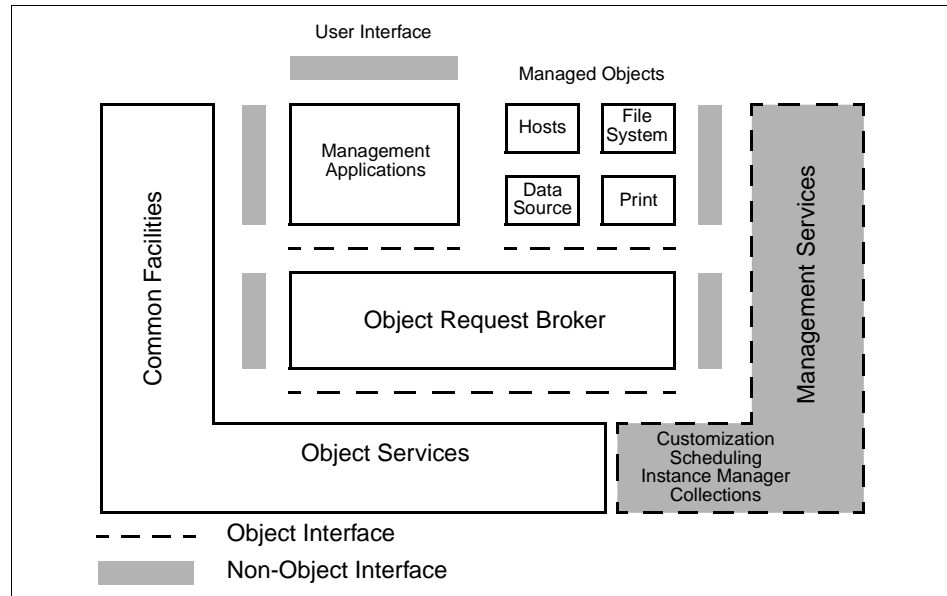 User Interface
Managed Objects
Management
Applications
Hosts
File
System
Data
Source
Print
Common Facilities
Object Request Broker
Management Services
Object Services
Customization
Scheduling
Instance Manager
Collections
Object Interface
Non-Object Interface